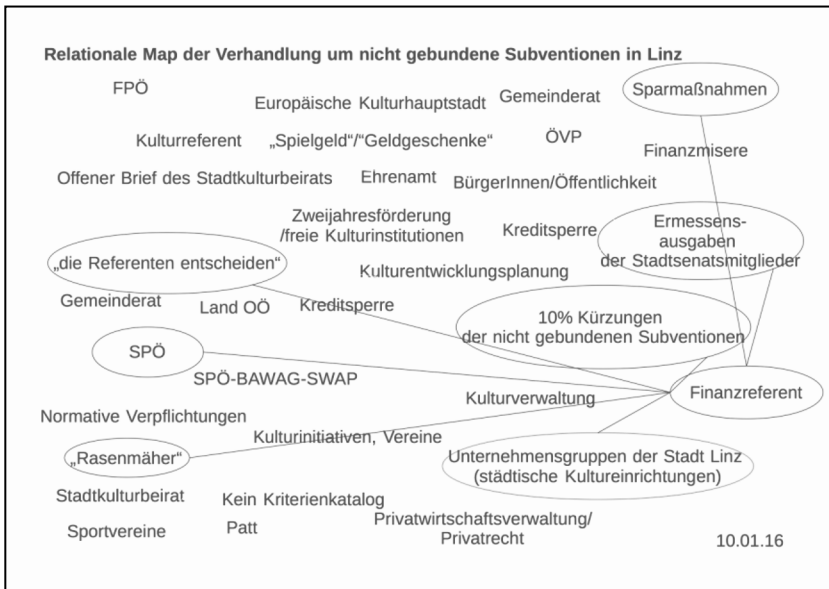 Relationale Map der Verhandlung um nicht gebundene Subventionen in Linz
FPÖ
Europäische Kulturhauptstadt
Gemeinderat
Sparmaßnahmen
Kulturreferent
„Spielgeld“/“Geldgeschenke“
ÖVP
Finanzmisere
Offener Brief des Stadtkulturbeirats
Ehrenamt
BürgerInnen/Öffentlichkeit
Zweijahresförderung
/freie Kulturinstitutionen
Kreditsperre
Ermessens-
ausgaben
der Stadtsenatsmitglieder
„die Referenten entscheiden“
Kulturentwicklungsplanung
Gemeinderat
Land OÖ
Kreditsperre
10% Kürzungen
der nicht gebundenen Subventionen
SPÖ
SPÖ-BAWAG-SWAP
Finanzreferent
Kulturverwaltung
Normative Verpflichtungen
Kulturinitiativen, Vereine
„Rasenmäher“
Unternehmensgruppen der Stadt Linz
(städtische Kultureinrichtungen)
Stadtkulturbeirat
Kein Kriterienkatalog
Sportvereine
Patt
Privatwirtschaftsverwaltung/
Privatrecht
10.01.16